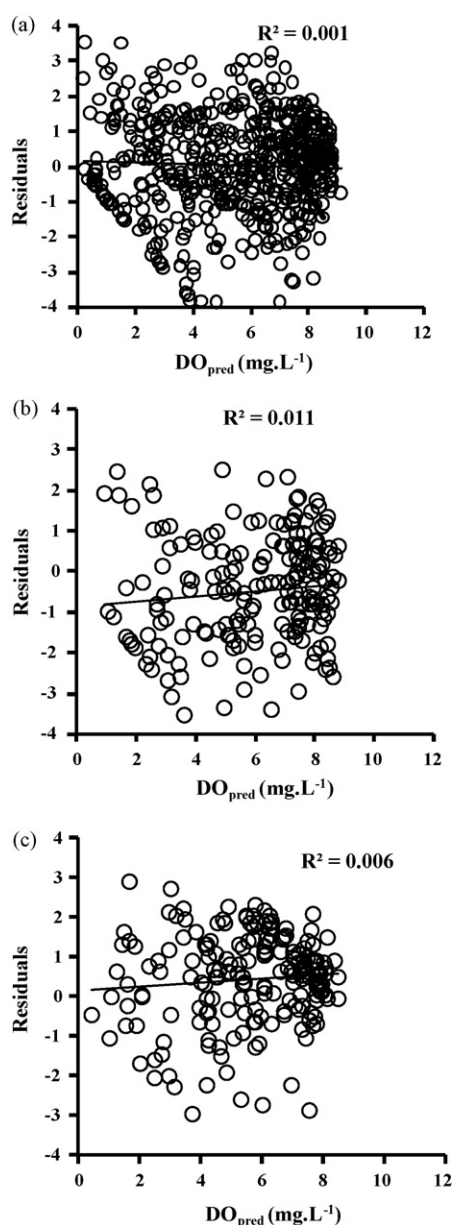 (a)
R² = 0.001
4
3
2
1
0
-1
-2
-3
-4
Residuals
0 2 4 6 8 10 12
DOpred (mg.L⁻¹)
(b)
R² = 0.011
4
3
2
1
0
-1
-2
-3
-4
Residuals
0 2 4 6 8 10 12
DOpred (mg.L⁻¹)
(c)
R² = 0.006
4
3
2
1
0
-1
-2
-3
-4
Residuals
0 2 4 6 8 10 12
DOpred (mg.L⁻¹)